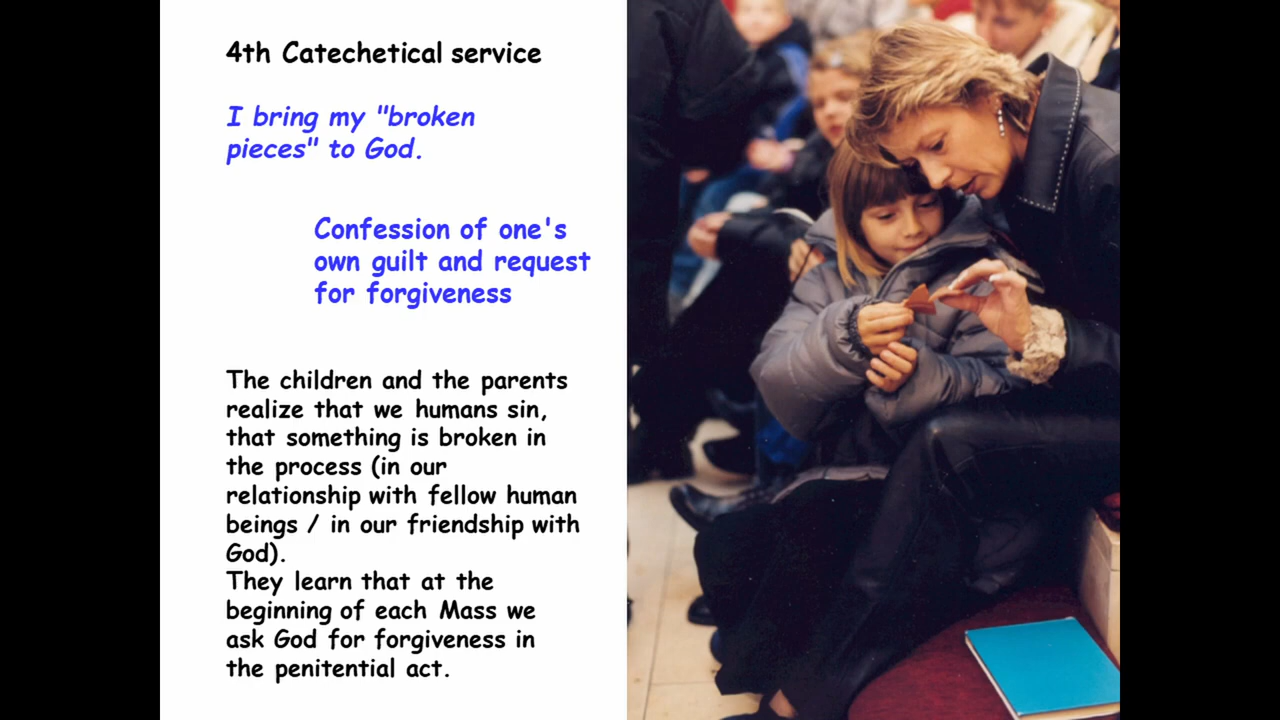 4th Catechetical service
I bring my "broken
pieces" to God.
Confession of one's
own guilt and request
for forgiveness
The children and the parents
realize that we humans sin,
that something is broken in
the process (in our
relationship with fellow human
beings / in our friendship with
God).
They learn that at the
beginning of each Mass we
ask God for forgiveness in
the penitential act.